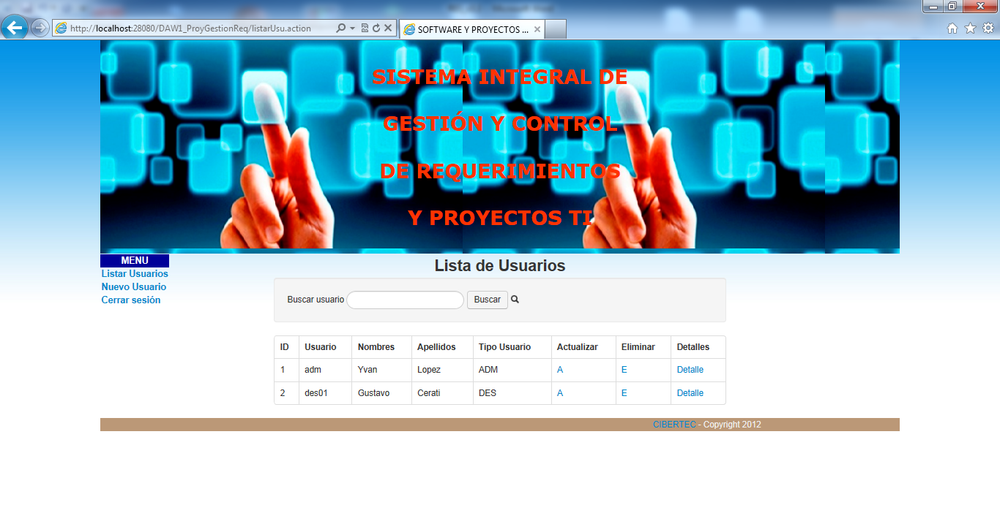 http://localhost:28080/DAW1_ProyGestionReq/listarUsu.action
SOFTWARE Y PROYECTOS ...
SISTEMA INTEGRAL DE
GESTIÓN Y CONTROL
DE REQUERIMIENTOS
Y PROYECTOS TI
MENU
Listar Usuarios
Nuevo Usuario
Cerrar sesión
Lista de Usuarios
Buscar usuario Buscar
ID Usuario Nombres Apellidos Tipo Usuario Actualizar Eliminar Detalles
1 adm Yvan Lopez ADM A E Detalle
2 des01 Gustavo Cerati DES A E Detalle
CIBERTEC - Copyright 2012